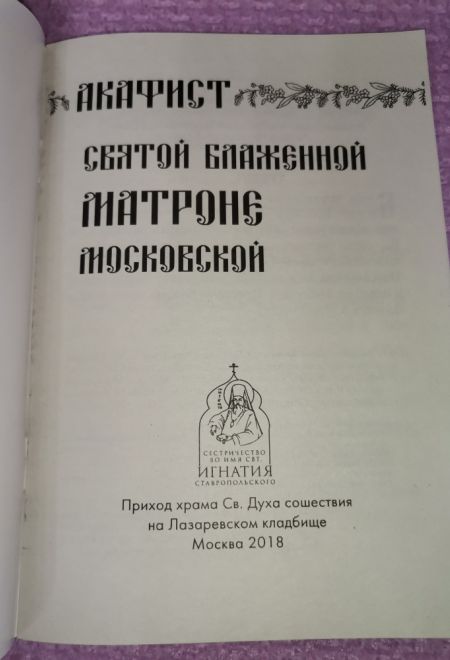 АКАФИСТ
СВЯТОЙ БЛАЖЕННОЙ
МАТРОНЕ
МОСКОВСКОЙ
СЕСТРИЧЕСТВО
ВО ИМЯ СВТ.
ИГНАТИЯ
СТАВРОПОЛЬСКОГО
Приход храма Св. Духа сошествия
на Лазаревском кладбище
Москва 2018